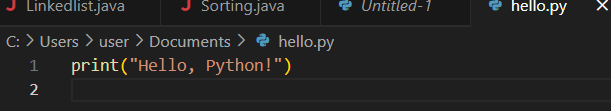 Linkedlist.java Sorting.java Untitled-1 hello.py
C: > Users > user > Documents > hello.py
1 print("Hello, Python!")
2